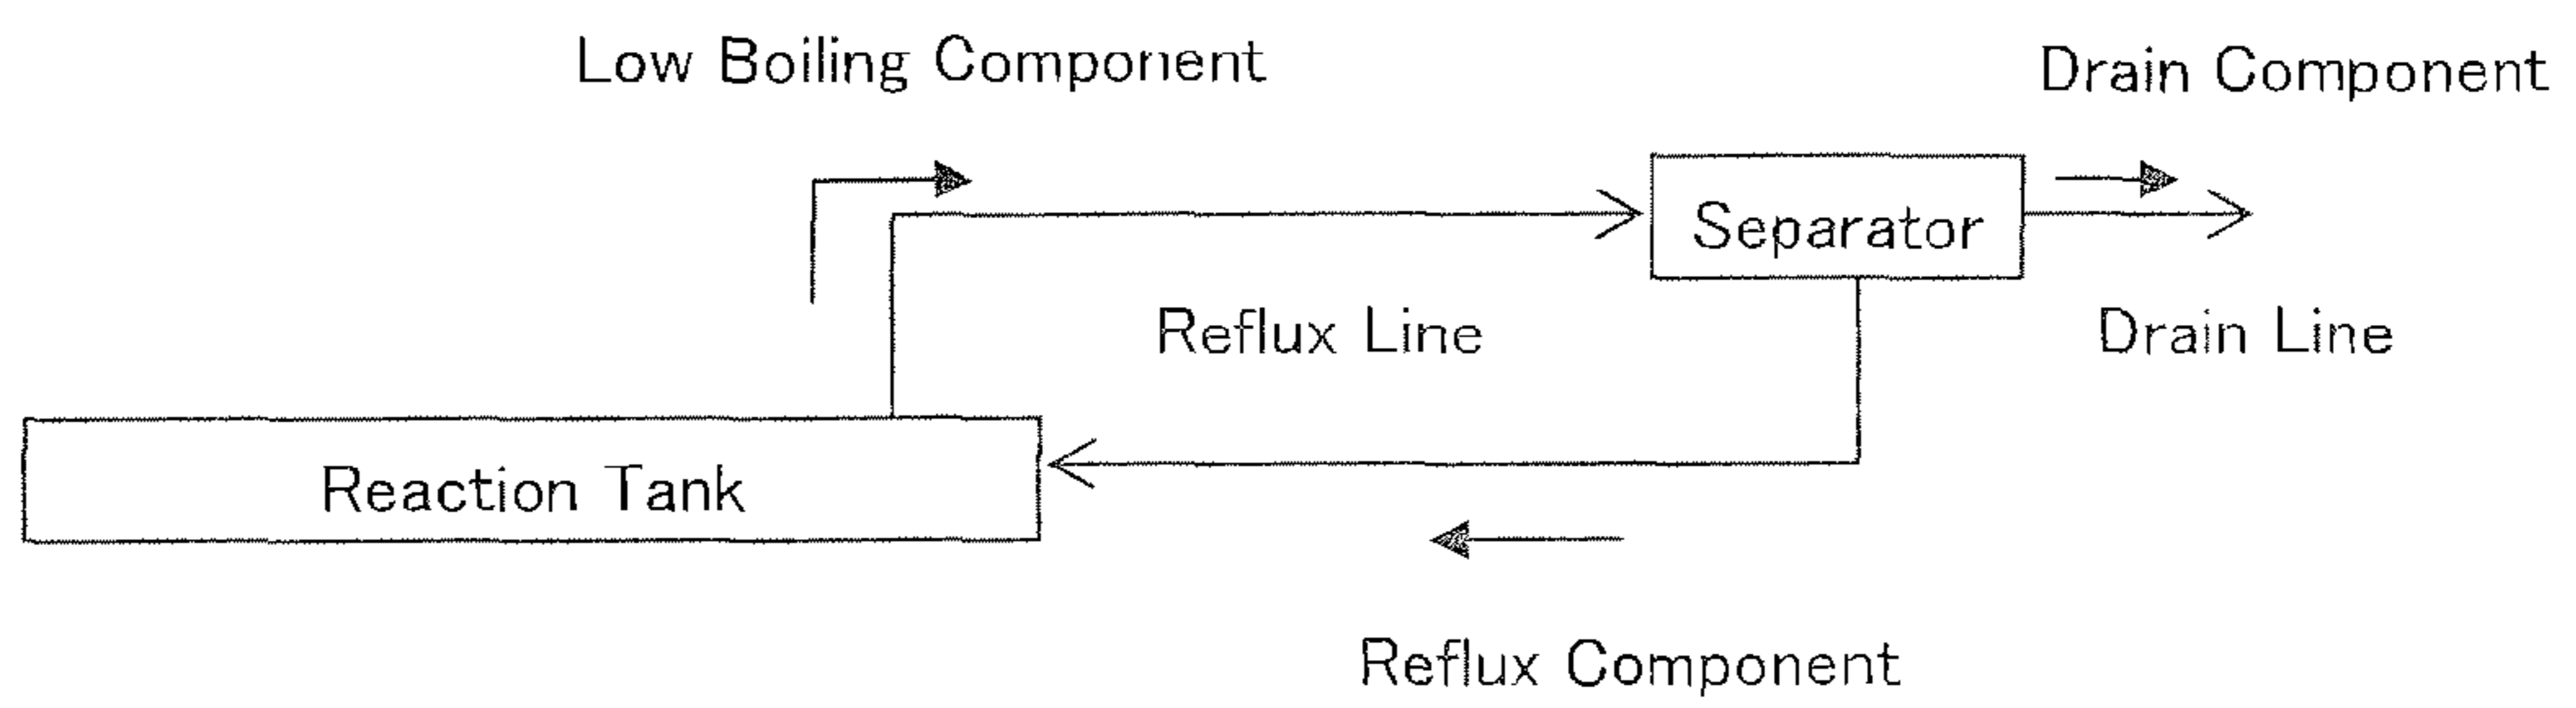 Low Boiling Component
Drain Component
Separator
Reflux Line
Drain Line
Reaction Tank
Reflux Component